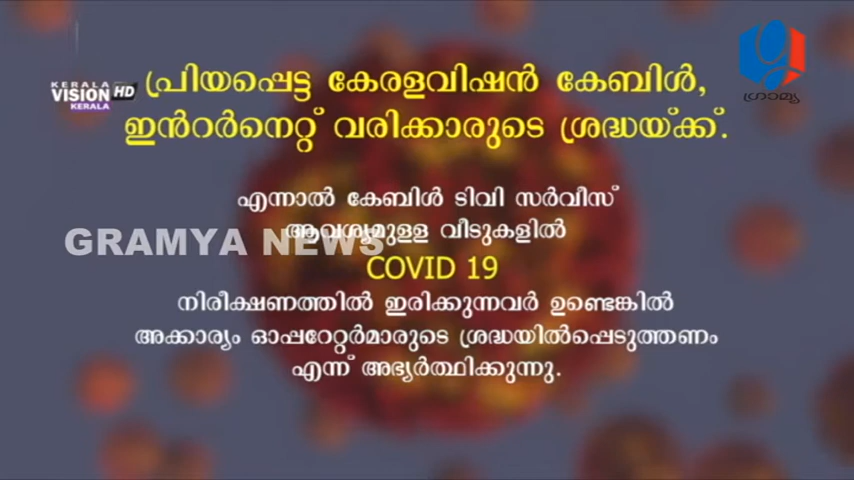 KERALA
VISION HD
KERALA
ഗ്രാമ്യ
പ്രിയപ്പെട്ട കേരളവിഷൻ കേബിൾ,
ഇൻറർനെറ്റ് വരിക്കാരുടെ ശ്രദ്ധയ്ക്ക്.
എന്നാൽ കേബിൾ ടിവി സർവീസ്
ആവശ്യമുളള വീടുകളിൽ
GRAMYA NEWS
COVID 19
നിരീക്ഷണത്തിൽ ഇരിക്കുന്നവർ ഉണ്ടെങ്കിൽ
അക്കാര്യം ഓപ്പറേറ്റർമാരുടെ ശ്രദ്ധയിൽപ്പെടുത്തണം
എന്ന് അഭ്യർത്ഥിക്കുന്നു.